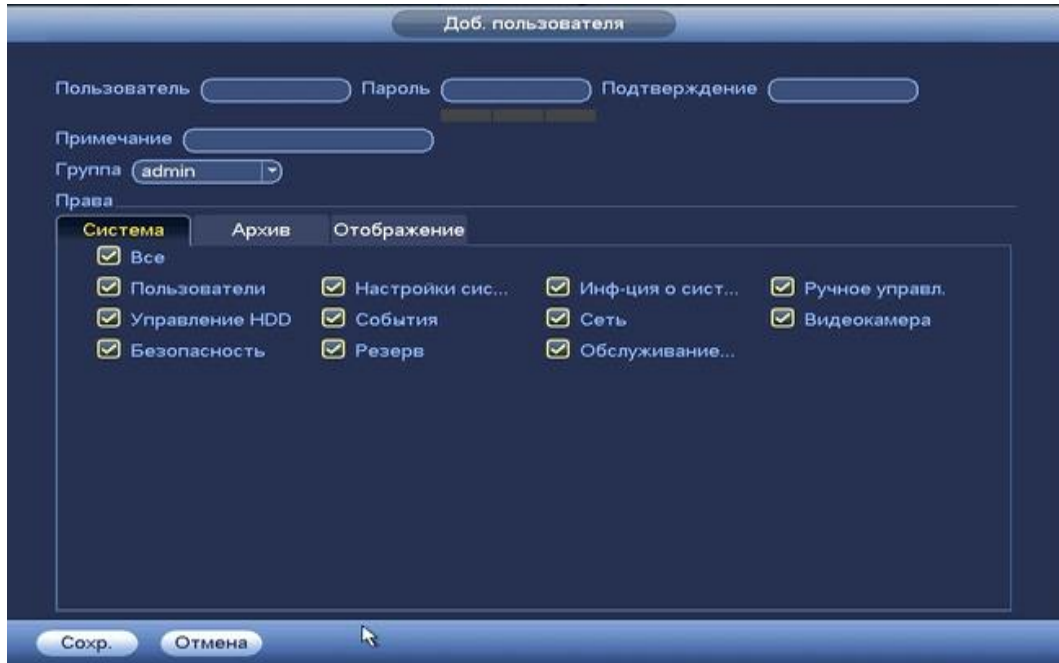 Доб. пользователя
Пользователь Пароль Подтверждение
Примечание
Группа admin
Права
Система Архив Отображение
Все
Пользователи Настройки сис... Инф-ция о сист... Ручное управл.
Управление HDD События Сеть Видеокамера
Безопасность Резерв Обслуживание...
Сохр. Отмена